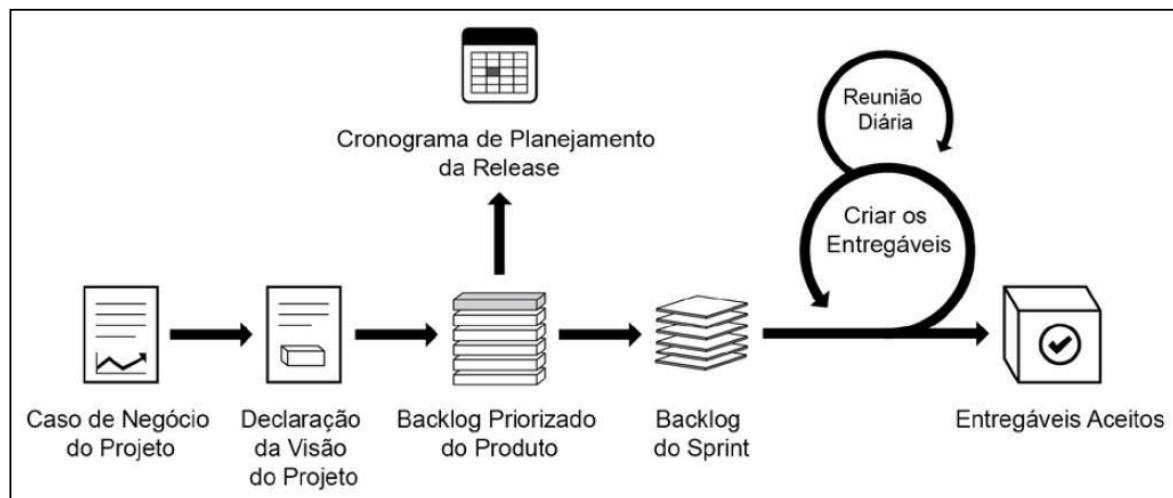 Cronograma de Planejamento
da Release
Reunião
Diária
Criar os
Entregáveis
Caso de Negócio
do Projeto
Declaração
da Visão
do Projeto
Backlog Priorizado
do Produto
Backlog
do Sprint
Entregáveis Aceitos